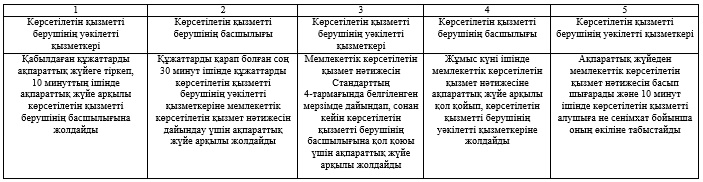 1 2 3 4 5
Көрсетілетін қызметті
берушінің уәкілетті
қызметкері
Көрсетілетін қызметті
берушінің басшылығы
Көрсетілетін қызметті
берушінің уәкілетті
қызметкері
Көрсетілетін қызметті
берушінің басшылығы
Көрсетілетін қызметті
берушінің уәкілетті қызметкері
Қабылдаған құжаттарды
ақпараттық жүйеге тіркеп,
10 минуттың ішінде
ақпараттық жүйе арқылы
көрсетілетін қызметті
берушінің басшылығына
жолдайды
Құжаттарды қарап болған соң
30 минут ішінде құжаттарды
көрсетілетін қызметті
берушінің уәкілетті
қызметкеріне мемлекеттік
көрсетілетін қызмет нәтижесін
дайындау үшін ақпараттық
жүйе арқылы жолдайды
Мемлекеттік көрсетілетін
қызмет нәтижесін
Стандарттың
4-тармағында белгіленген
мерзімде дайындап, сонан
кейін көрсетілетін
қызметті берушінің
басшылығына қол қоюы
үшін ақпараттық жүйе
арқылы жолдайды
Жұмыс күні ішінде
мемлекеттік көрсетілетін
қызмет нәтижесіне
ақпараттық жүйе арқылы
қол қойып, көрсетілетін
қызметті берушінің
уәкілетті қызметкеріне
жолдайды
Ақпараттық жүйеден
мемлекеттік көрсетілетін
қызмет нәтижесін басып
шығарады және 10 минут
ішінде көрсетілетін қызметті
алушыға не сенімхат бойынша
оның өкіліне табыстайды